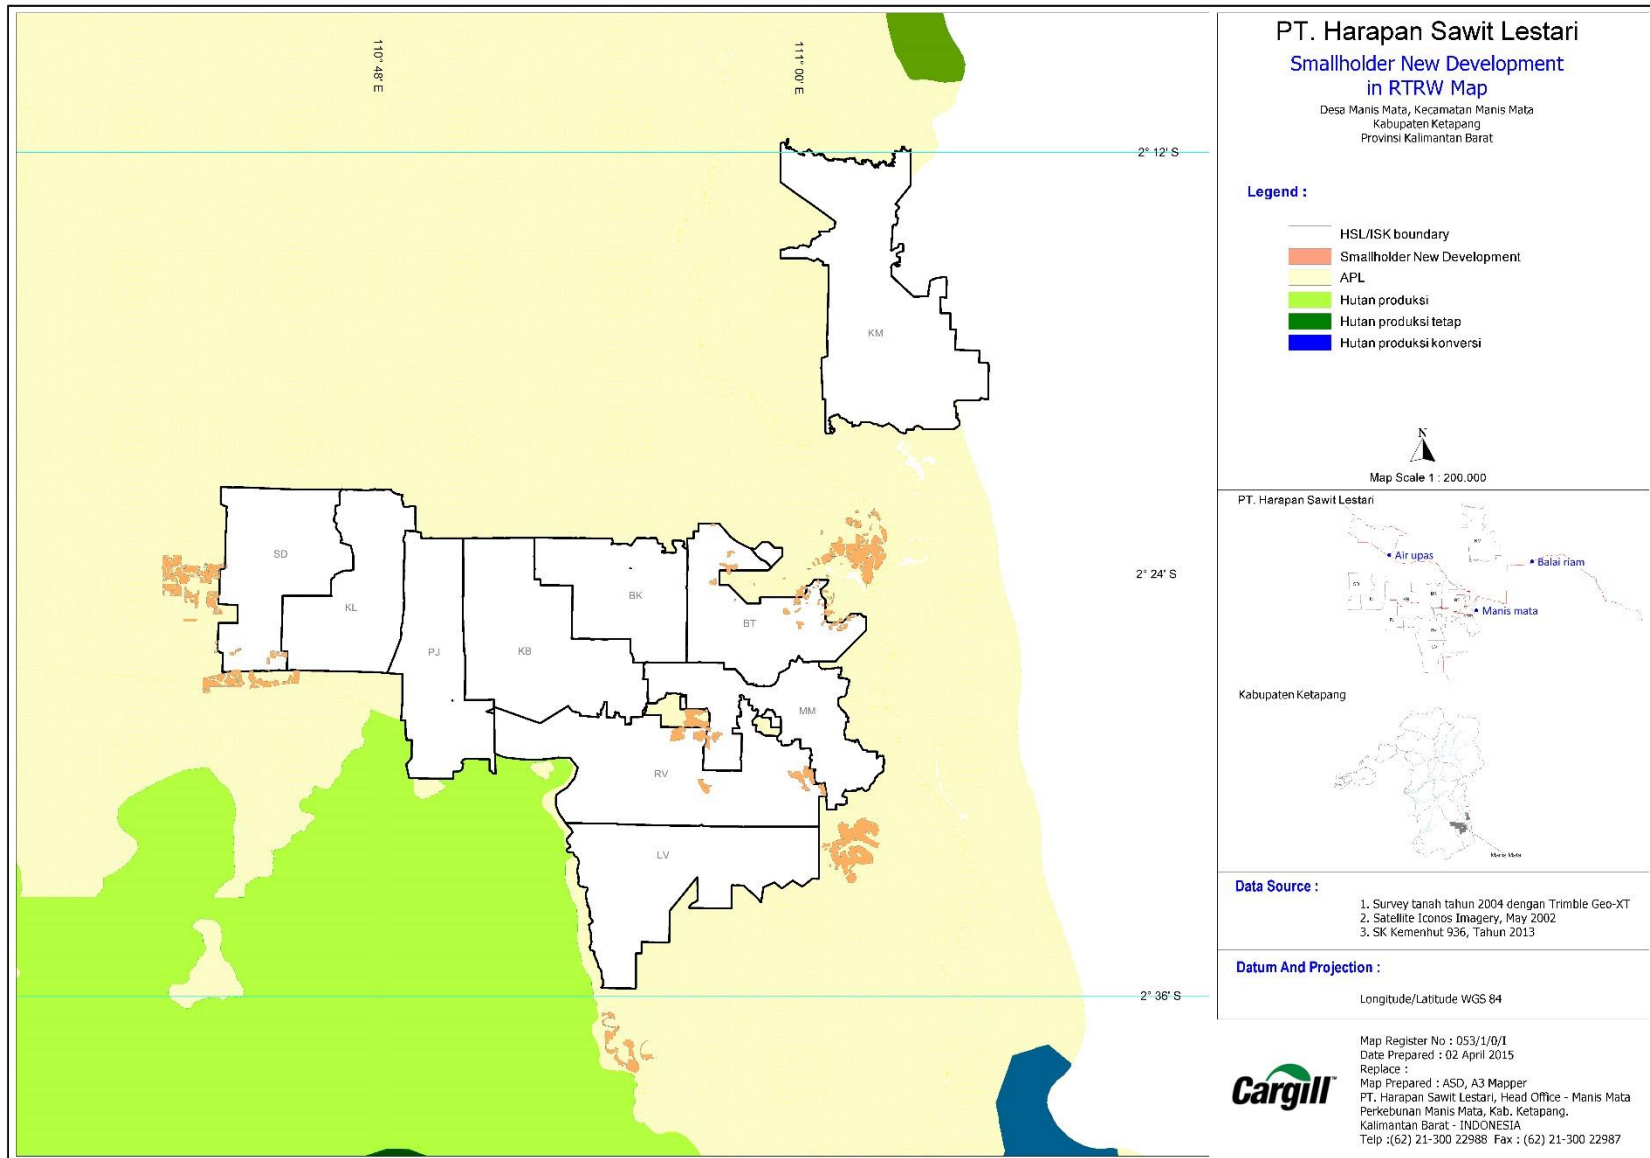 PT. Harapan Sawit Lestari
Smallholder New Development
in RTRW Map
Desa Manis Mata, Kecamatan Manis Mata
Kabupaten Ketapang
Provinsi Kalimantan Barat
Legend :
HSL/ISK boundary
Smallholder New Development
APL
Hutan produksi
Hutan produksi tetap
Hutan produksi konversi
N
Map Scale 1 : 200.000
110° 48' E
111° 00' E
2° 12' S
2° 24' S
2° 36' S
KM
SD
KL
PJ
KB
BK
BT
MM
RV
LV
PT. Harapan Sawit Lestari
Air upas
Balai riam
Manis mata
Kabupaten Ketapang
Manis Mata
Data Source :
1. Survey tanah tahun 2004 dengan Trimble Geo-XT
2. Satellite Iconos Imagery, May 2002
3. SK Kemenhut 936, Tahun 2013
Datum And Projection :
Longitude/Latitude WGS 84
Cargill™
Map Register No : 053/1/0/I
Date Prepared : 02 April 2015
Replace :
Map Prepared : ASD, A3 Mapper
PT. Harapan Sawit Lestari, Head Office - Manis Mata
Perkebunan Manis Mata, Kab. Ketapang.
Kalimantan Barat - INDONESIA
Telp :(62) 21-300 22988 Fax : (62) 21-300 22987